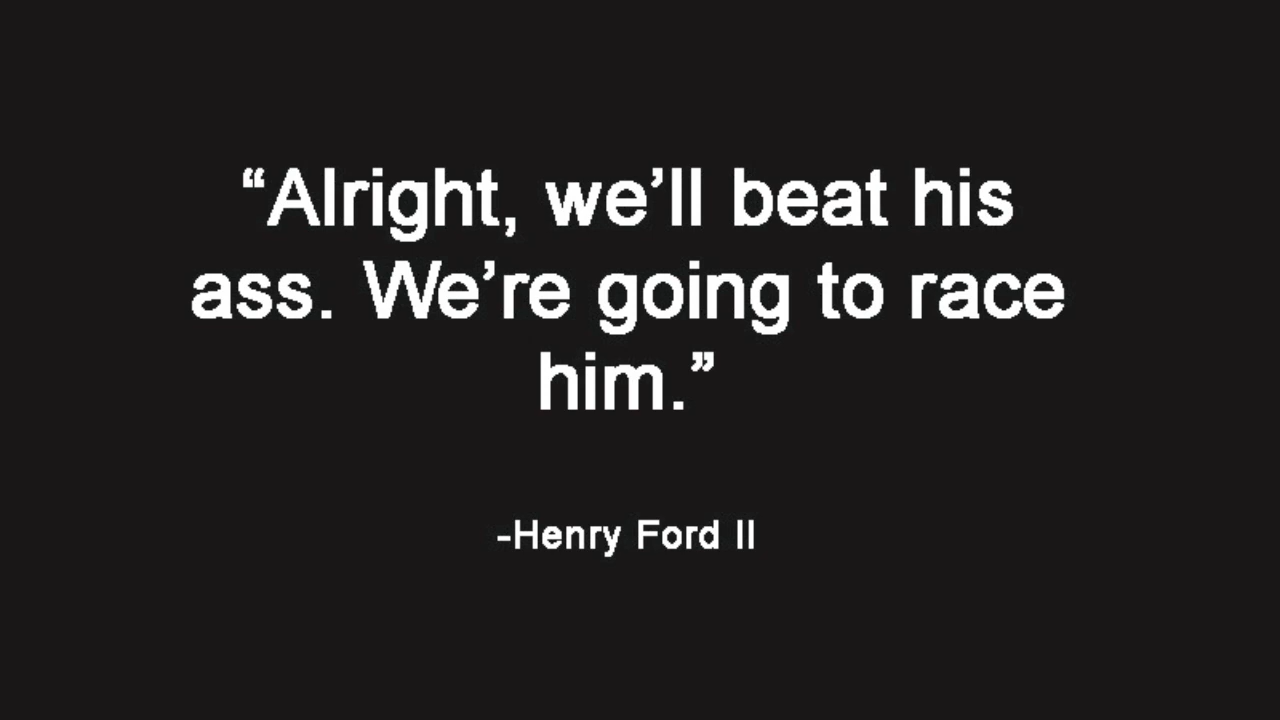 “Alright, we’ll beat his
ass. We’re going to race
him.”
-Henry Ford II